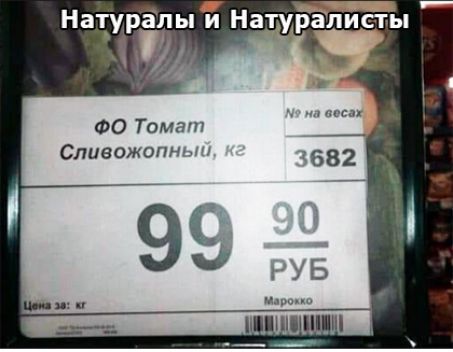 Натуралы и Натуралисты
ФО Томат
Сливожопный, кг
№ на весах
3682
99 90
РУБ
Цена за: кг
Марокко